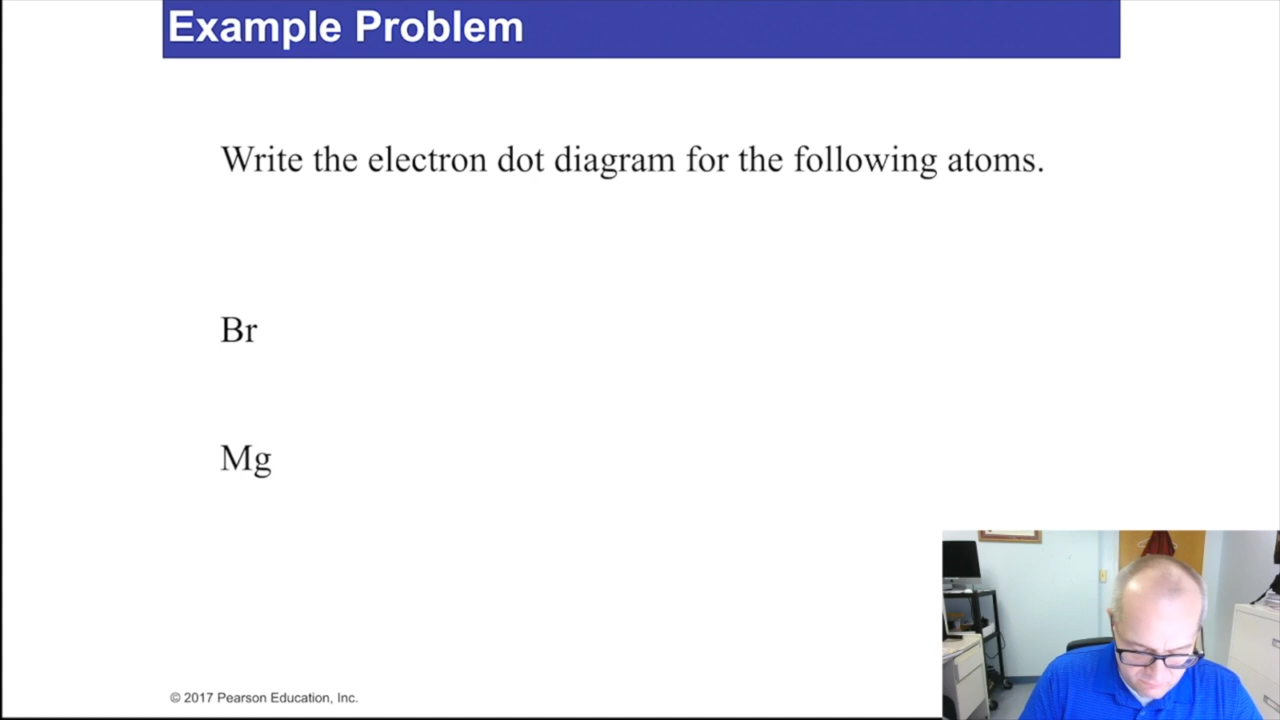 Example Problem
Write the electron dot diagram for the following atoms.
Br
Mg
© 2017 Pearson Education, Inc.